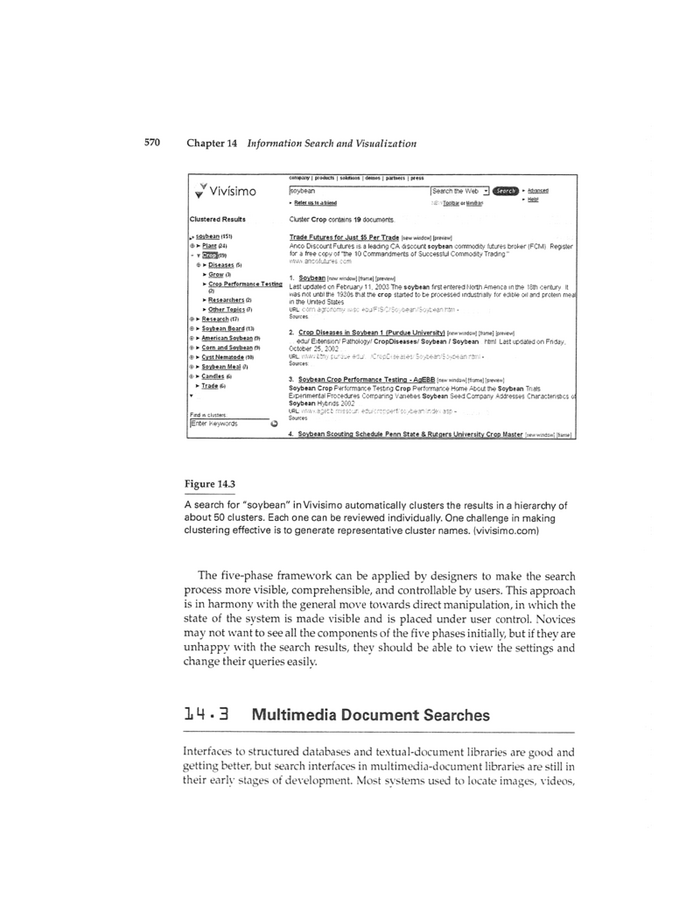 570 Chapter 14 Information Search and Visualization
company | products | solutions | demos | partners | press
Vivísimo
soybean
Search the Web
Search
Advanced
Help!
Refer us to a friend
Toolbar or MiniBar
Clustered Results
Cluster Crop contains 19 documents.
soybean (151)
Plant (24)
Crop (19)
Diseases (5)
Grow (3)
Crop Performance Testing
(2)
Researchers (2)
Other Topics (7)
Research (17)
Soybean Board (13)
American Soybean (9)
Corn and Soybean (9)
Cyst Nematode (10)
Soybean Meal (7)
Candles (6)
Trade (6)
Find in clusters:
Enter Keywords
Trade Futures for Just $5 Per Trade [new window] [preview]
Anco Discount Futures is a leading CA discount soybean commodity futures broker (FCM). Register
for a free copy of "the 10 Commandments of Successful Commodity Trading."
www.ancofutures.com
1. Soybean [new window] [frame] [preview]
Last updated on February 11, 2003 The soybean first entered North America in the 18th century. It
was not until the 1930s that the crop started to be processed industrially for edible oil and protein meal
in the United States
Sources:
2. Crop Diseases in Soybean 1 (Purdue University) [new window] [frame] [preview]
edu/ Extension/ Pathology/ CropDiseases/ Soybean / Soybean .html Last updated on Friday,
October 25, 2002
Sources:
3. Soybean Crop Performance Testing - AgEBB [new window] [frame] [preview]
Soybean Crop Performance Testing Crop Performance Home About the Soybean Trials
Experimental Procedures Comparing Varieties Soybean Seed Company Addresses Characteristics of
Soybean Hybrids 2002
Sources:
4. Soybean Scouting Schedule Penn State & Rutgers University Crop Master [new window] [frame]
Figure 14.3
A search for “soybean” in Vivisimo automatically clusters the results in a hierarchy of
about 50 clusters. Each one can be reviewed individually. One challenge in making
clustering effective is to generate representative cluster names. (vivisimo.com)
The five-phase framework can be applied by designers to make the search
process more visible, comprehensible, and controllable by users. This approach
is in harmony with the general move towards direct manipulation, in which the
state of the system is made visible and is placed under user control. Novices
may not want to see all the components of the five phases initially, but if they are
unhappy with the search results, they should be able to view the settings and
change their queries easily.
14.3 Multimedia Document Searches
Interfaces to structured databases and textual-document libraries are good and
getting better, but search interfaces in multimedia-document libraries are still in
their early stages of development. Most systems used to locate images, videos,